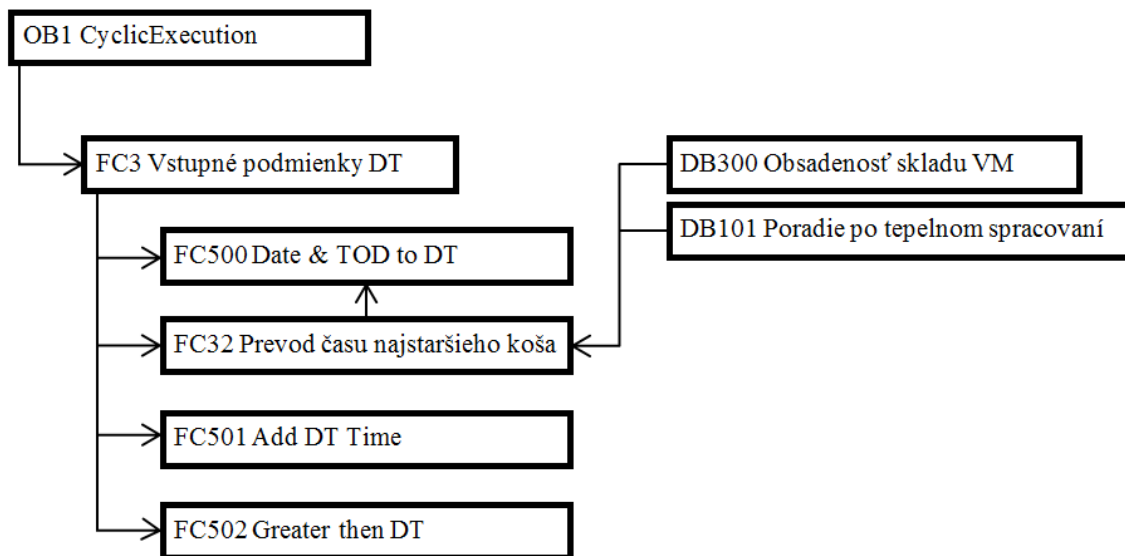 OB1 CyclicExecution
FC3 Vstupné podmienky DT
DB300 Obsadenosť skladu VM
DB101 Poradie po tepelnom spracovaní
FC500 Date & TOD to DT
FC32 Prevod času najstaršieho koša
FC501 Add DT Time
FC502 Greater then DT